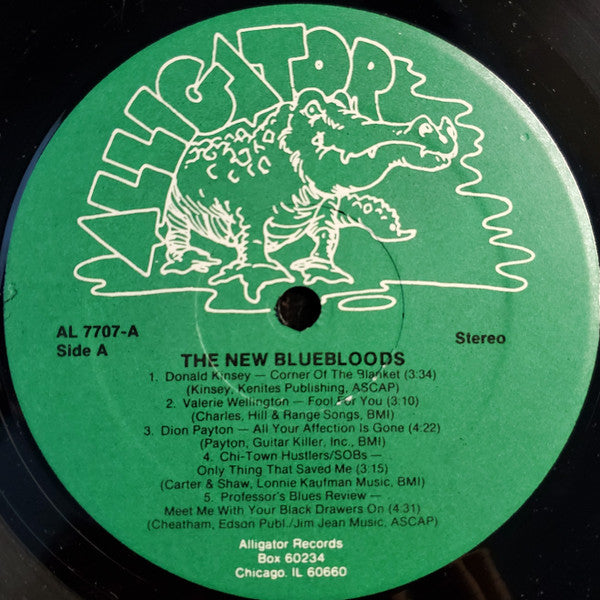 ALLIGATOR
AL 7707-A
Side A
Stereo
THE NEW BLUEBLOODS
1. Donald Kinsey — Corner Of The Blanket (3:34)
(Kinsey, Kenites Publishing, ASCAP)
2. Valerie Wellington — Fool For You (3:10)
(Charles, Hill & Range Songs, BMI)
3. Dion Payton — All Your Affection Is Gone (4:22)
(Payton, Guitar Killer, Inc., BMI)
4. Chi-Town Hustlers/SOBs —
Only Thing That Saved Me (3:15)
(Carter & Shaw, Lonnie Kaufman Music, BMI)
5. Professor's Blues Review —
Meet Me With Your Black Drawers On (4:31)
(Cheatham, Edson Publ./Jim Jean Music, ASCAP)
Alligator Records
Box 60234
Chicago, IL 60660